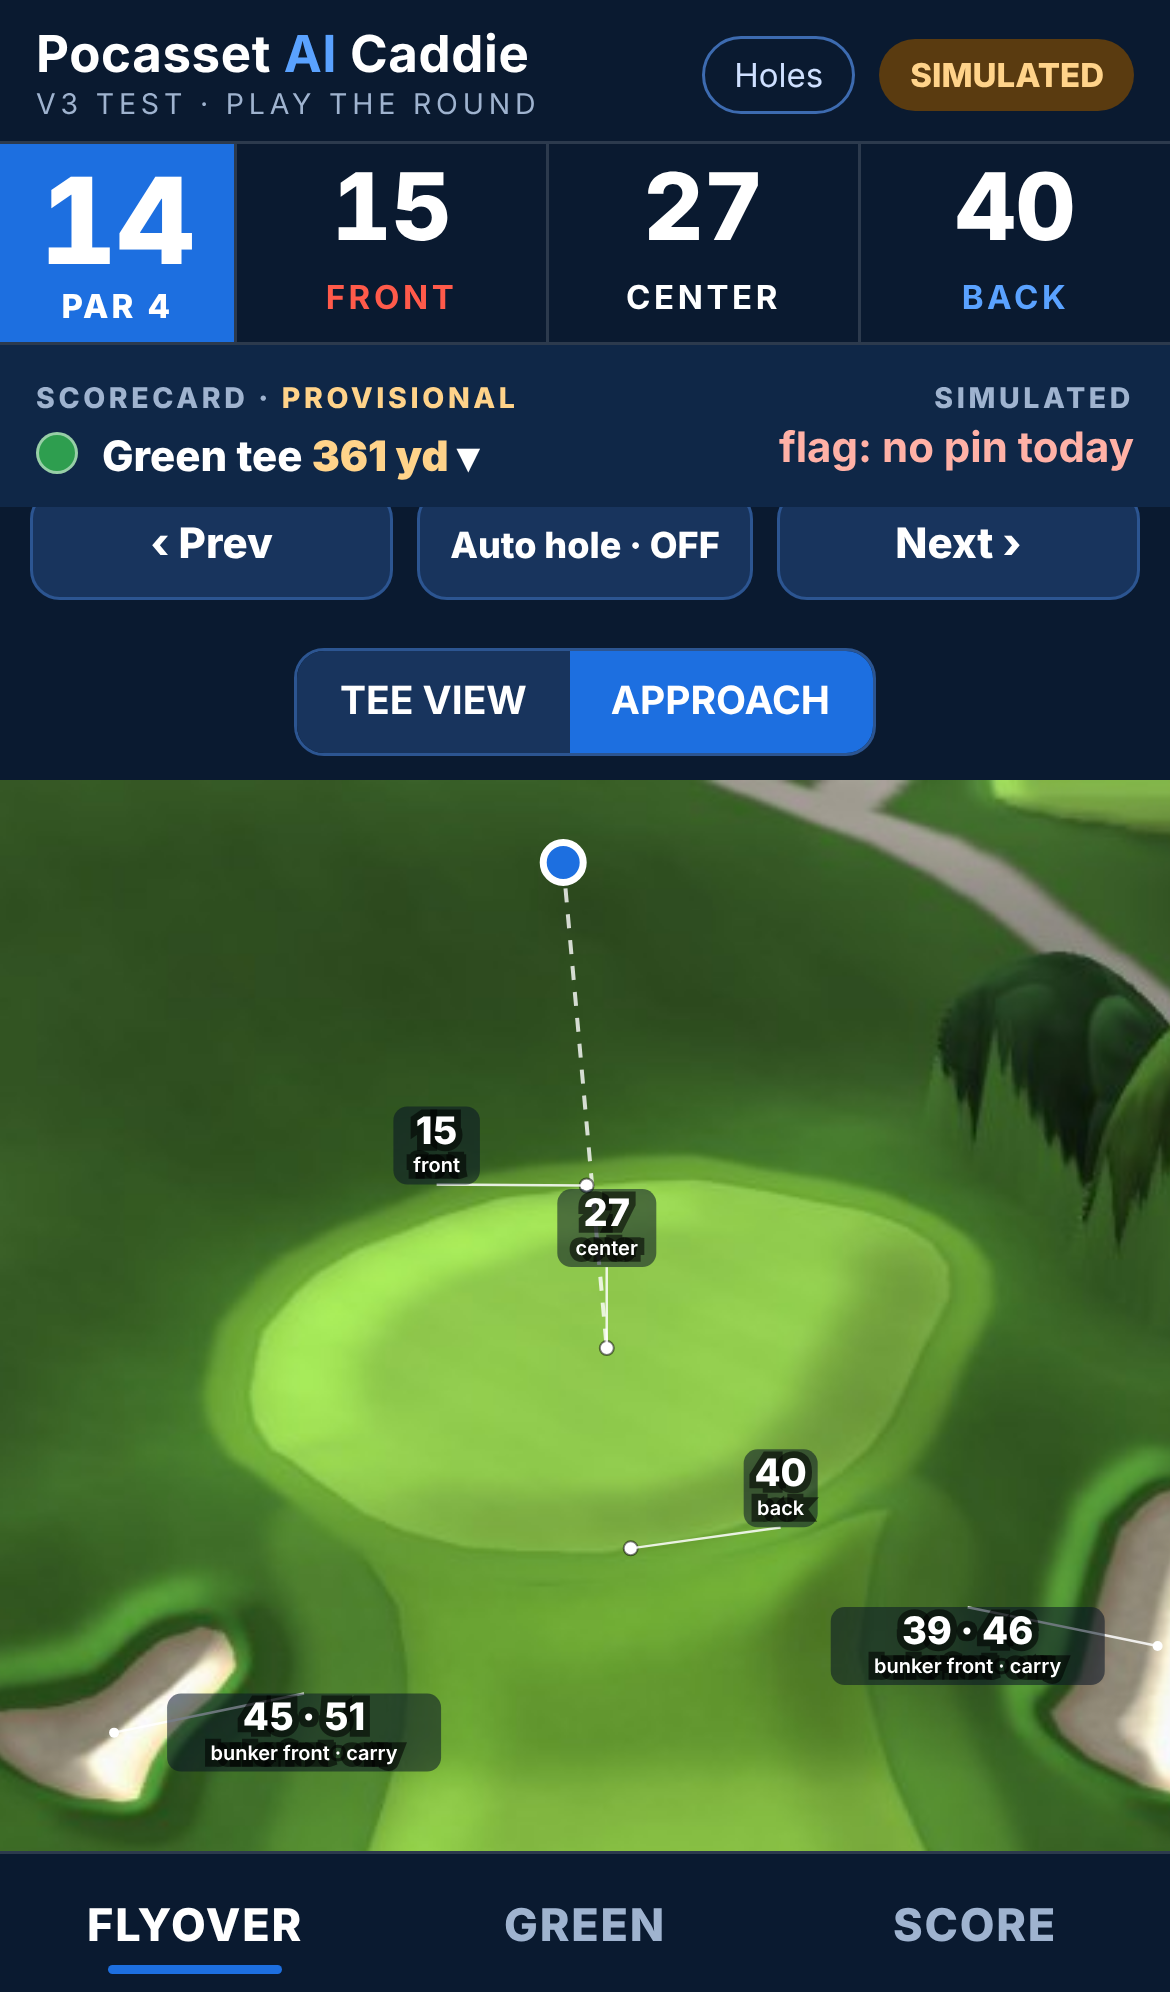 Pocasset AI Caddie
V3 TEST · PLAY THE ROUND
Holes
SIMULATED
14
PAR 4
15
FRONT
27
CENTER
40
BACK
SCORECARD · PROVISIONAL
Green tee 361 yd ▾
SIMULATED
flag: no pin today
‹ Prev
Auto hole · OFF
Next ›
TEE VIEW
APPROACH
15
front
27
center
40
back
39 · 46
bunker front · carry
45 · 51
bunker front · carry
FLYOVER
GREEN
SCORE